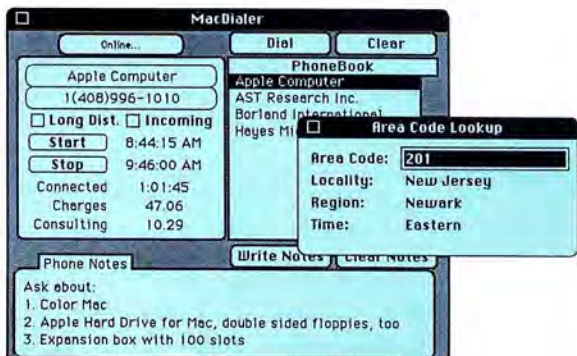 MacDialer
Online...
Dial
Clear
Apple Computer
1(408)996-1010
Long Dist.
Incoming
Start 8:44:15 AM
Stop 9:46:00 AM
Connected 1:01:45
Charges 47.06
Consulting 10.29
PhoneBook
Apple Computer
AST Research Inc.
Borland International
Hayes Mi
Area Code Lookup
Area Code: 201
Locality: New Jersey
Region: Newark
Time: Eastern
Write Notes
Clear Notes
Phone Notes
Ask about:
1. Color Mac
2. Apple Hard Drive for Mac, double sided floppies, too
3. Expansion box with 100 slots